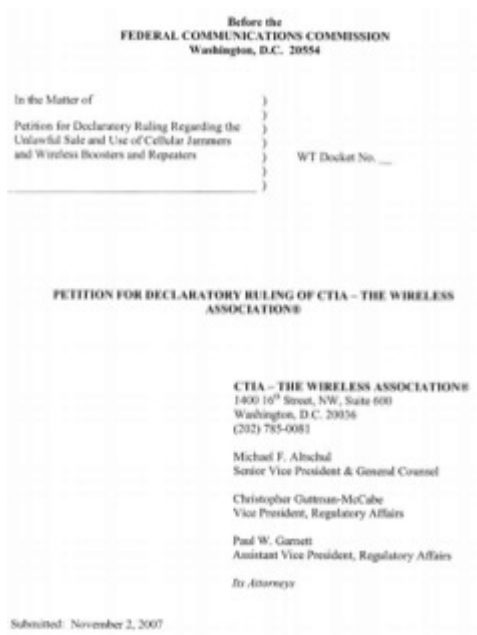 Before the
FEDERAL COMMUNICATIONS COMMISSION
Washington, D.C. 20554
In the Matter of
Petition for Declaratory Ruling Regarding the
Unlawful Sale and Use of Cellular Jammers
and Wireless Boosters and Repeaters
)
)
)
)
)
)
)
WT Docket No. __
PETITION FOR DECLARATORY RULING OF CTIA – THE WIRELESS
ASSOCIATION®
CTIA – THE WIRELESS ASSOCIATION®
1400 16th Street, NW, Suite 600
Washington, D.C. 20036
(202) 785-0081
Michael F. Altschul
Senior Vice President & General Counsel
Christopher Guttman-McCabe
Vice President, Regulatory Affairs
Paul W. Garnett
Assistant Vice President, Regulatory Affairs
Its Attorneys
Submitted: November 2, 2007